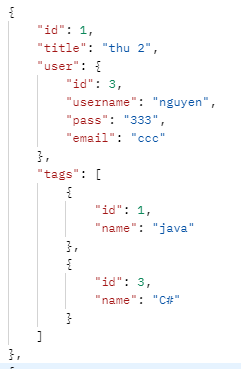 {
    "id": 1,
    "title": "thu 2",
    "user": {
        "id": 3,
        "username": "nguyen",
        "pass": "333",
        "email": "ccc"
    },
    "tags": [
        {
            "id": 1,
            "name": "java"
        },
        {
            "id": 3,
            "name": "C#"
        }
    ]
},